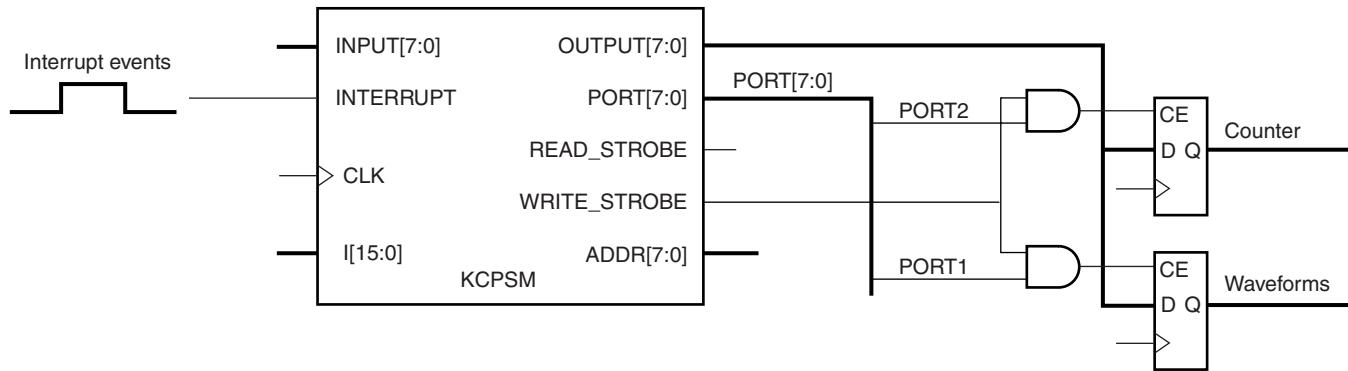 Interrupt events
INPUT[7:0]
INTERRUPT
CLK
I[15:0]
OUTPUT[7:0]
PORT[7:0]
READ_STROBE
WRITE_STROBE
ADDR[7:0]
KCPSM
PORT[7:0]
PORT2
PORT1
CE
D Q
Counter
CE
D Q
Waveforms